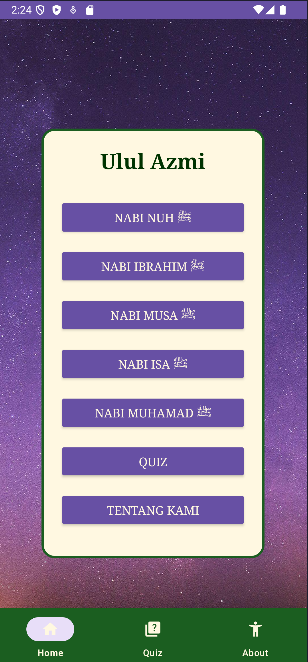 2:24
Ulul Azmi
NABI NUH ﷺ
NABI IBRAHIM ﷺ
NABI MUSA ﷺ
NABI ISA ﷺ
NABI MUHAMAD ﷺ
QUIZ
TENTANG KAMI
Home Quiz About